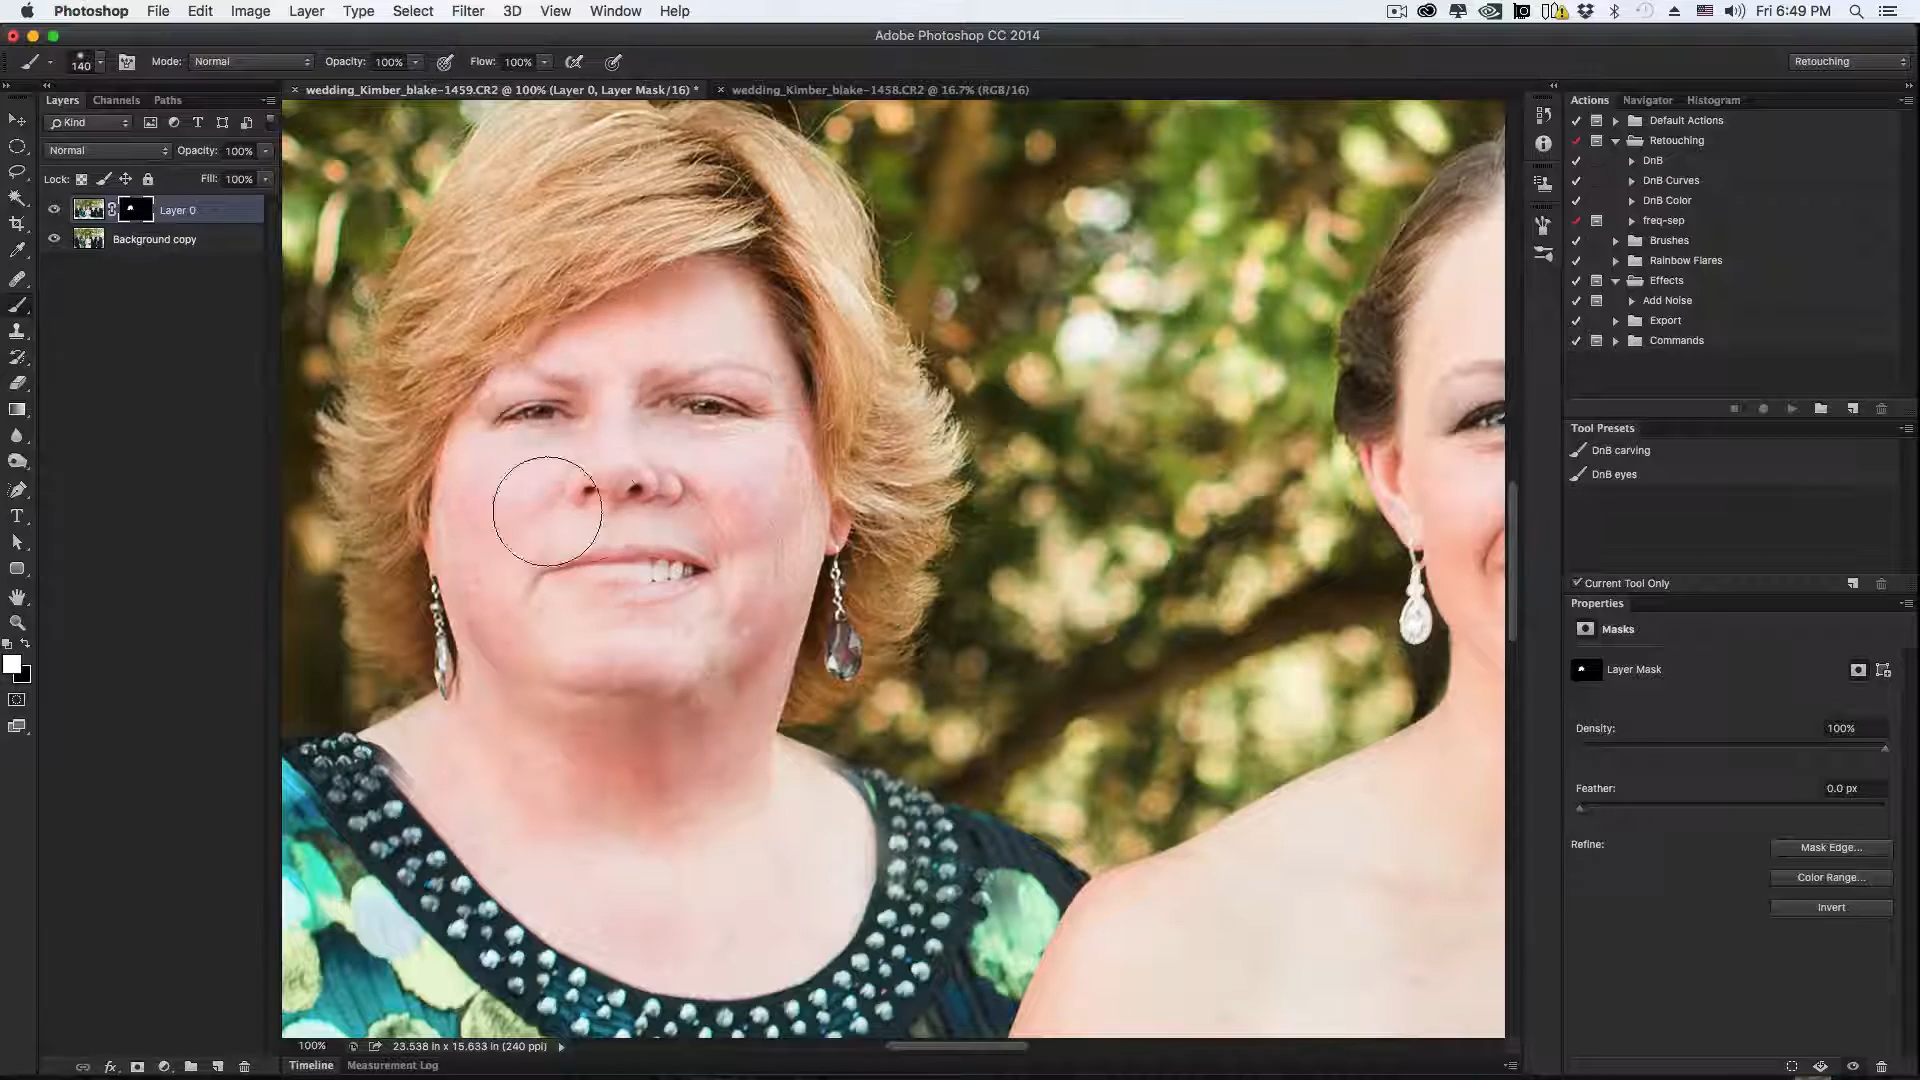 Photoshop File Edit Image Layer Type Select Filter 3D View Window Help Fri 6:49 PM
Adobe Photoshop CC 2014
140 Mode: Normal Opacity: 100% Flow: 100% Retouching
Layers Channels Paths
× wedding_Kimber_blake-1459.CR2 @ 100% (Layer 0, Layer Mask/16) * × wedding_Kimber_blake-1458.CR2 @ 16.7% (RGB/16)
Kind
Normal Opacity: 100%
Lock: Fill: 100%
Layer 0
Background copy
Actions Navigator Histogram
Default Actions
Retouching
DnB
DnB Curves
DnB Color
freq-sep
Brushes
Rainbow Flares
Effects
Add Noise
Export
Commands
Tool Presets
DnB carving
DnB eyes
Current Tool Only
Properties
Masks
Layer Mask
Density: 100%
Feather: 0.0 px
Refine: Mask Edge...
Color Range...
Invert
100% 23.538 in x 15.633 in (240 ppi)
Timeline Measurement Log
fx